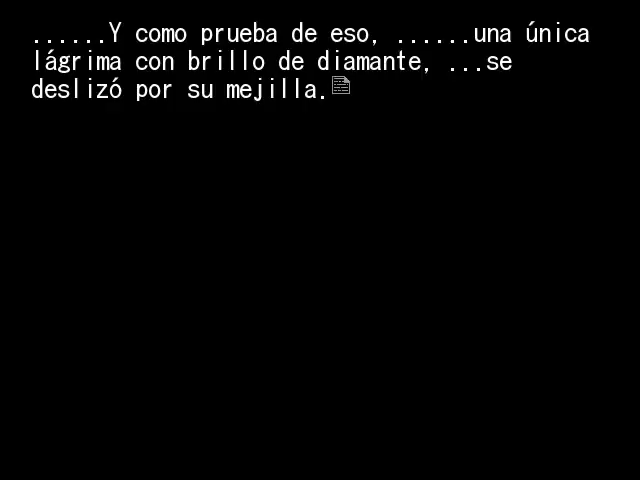 ......Y como prueba de eso, ......una única
lágrima con brillo de diamante, ...se
deslizó por su mejilla.